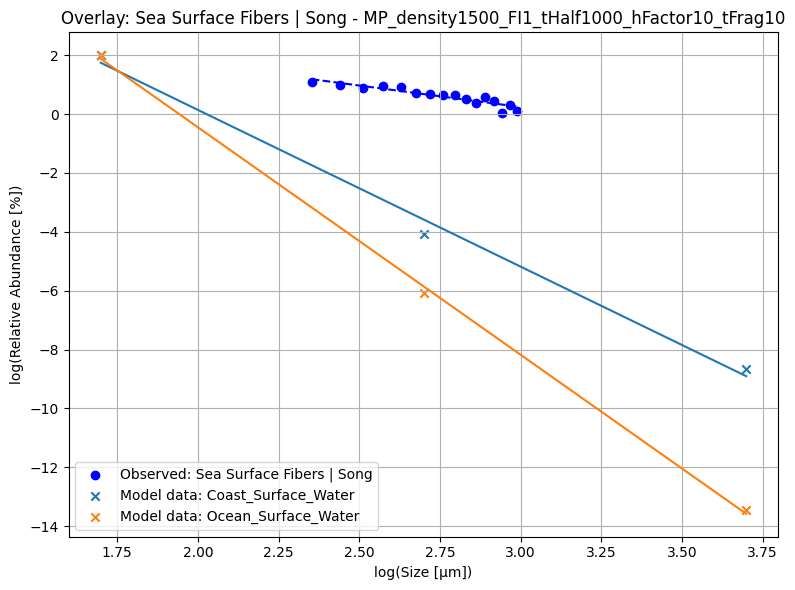 Overlay: Sea Surface Fibers | Song - MP_density1500_FI1_tHalf1000_hFactor10_tFrag10
log(Relative Abundance [%])
2
0
−2
−4
−6
−8
−10
−12
−14
Observed: Sea Surface Fibers | Song
Model data: Coast_Surface_Water
Model data: Ocean_Surface_Water
1.75 2.00 2.25 2.50 2.75 3.00 3.25 3.50 3.75
log(Size [µm])